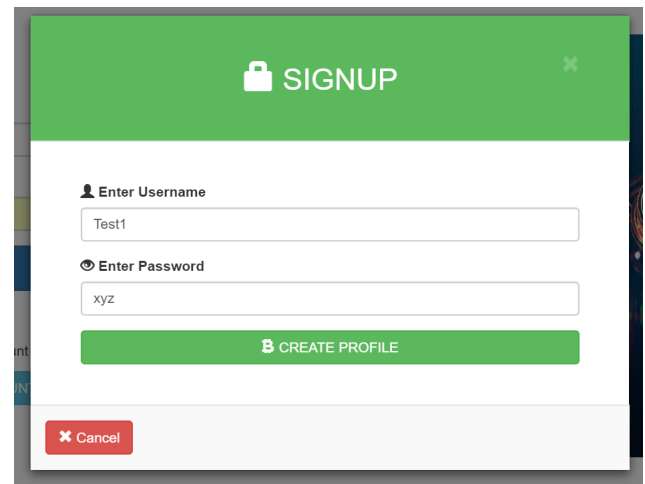 SIGNUP
Enter Username
Test1
Enter Password
xyz
CREATE PROFILE
Cancel